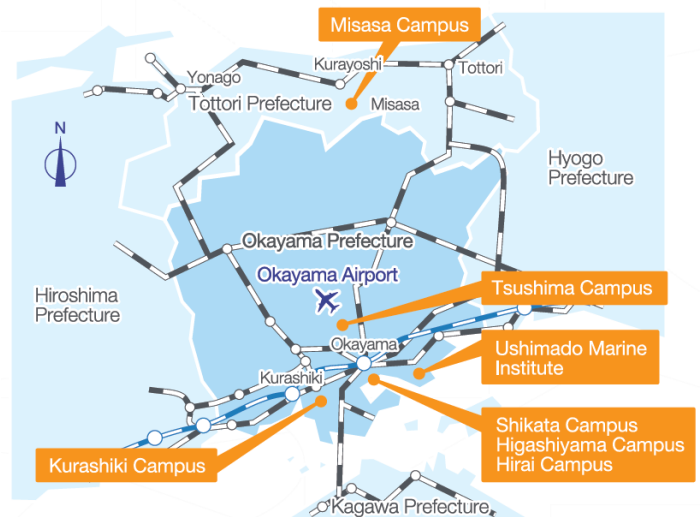 Misasa Campus
Kurayoshi
Tottori
Yonago
Tottori Prefecture
Misasa
N
Hyogo
Prefecture
Okayama Prefecture
Okayama Airport
Tsushima Campus
Hiroshima
Prefecture
Okayama
Ushimado Marine
Institute
Kurashiki
Shikata Campus
Higashiyama Campus
Hirai Campus
Kurashiki Campus
Kagawa Prefecture